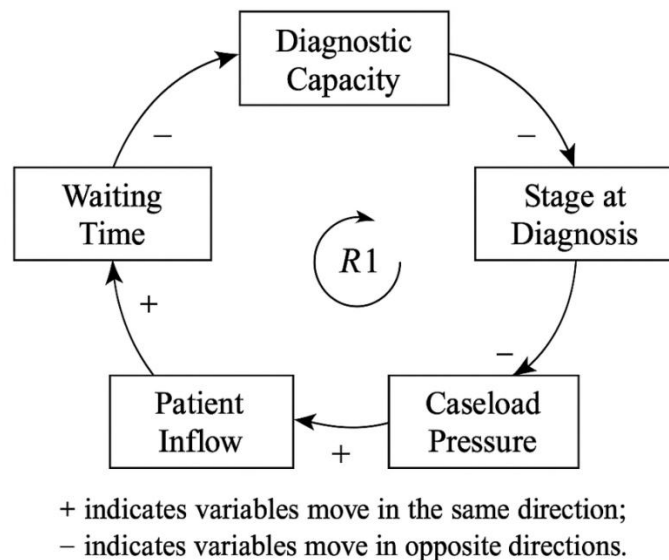 Diagnostic
Capacity
–
–
Waiting
Time
Stage at
Diagnosis
R1
+
–
Patient
Inflow
Caseload
Pressure
+
+ indicates variables move in the same direction;
– indicates variables move in opposite directions.